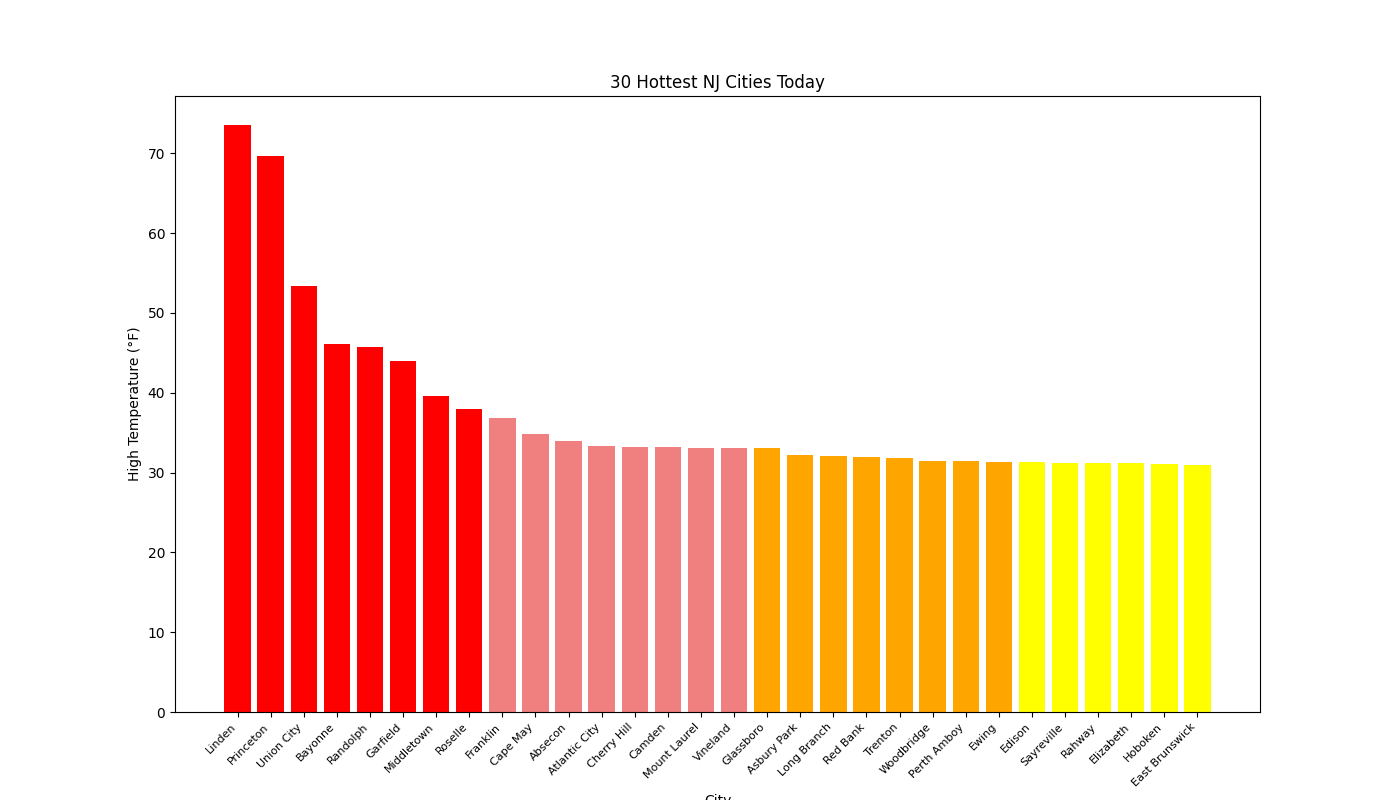 30 Hottest NJ Cities Today
High Temperature (°F)
70
60
50
40
30
20
10
0
Linden
Princeton
Union City
Bayonne
Randolph
Garfield
Middletown
Roselle
Franklin
Cape May
Absecon
Atlantic City
Cherry Hill
Camden
Mount Laurel
Vineland
Glassboro
Asbury Park
Long Branch
Red Bank
Trenton
Woodbridge
Perth Amboy
Ewing
Edison
Sayreville
Rahway
Elizabeth
Hoboken
East Brunswick
City